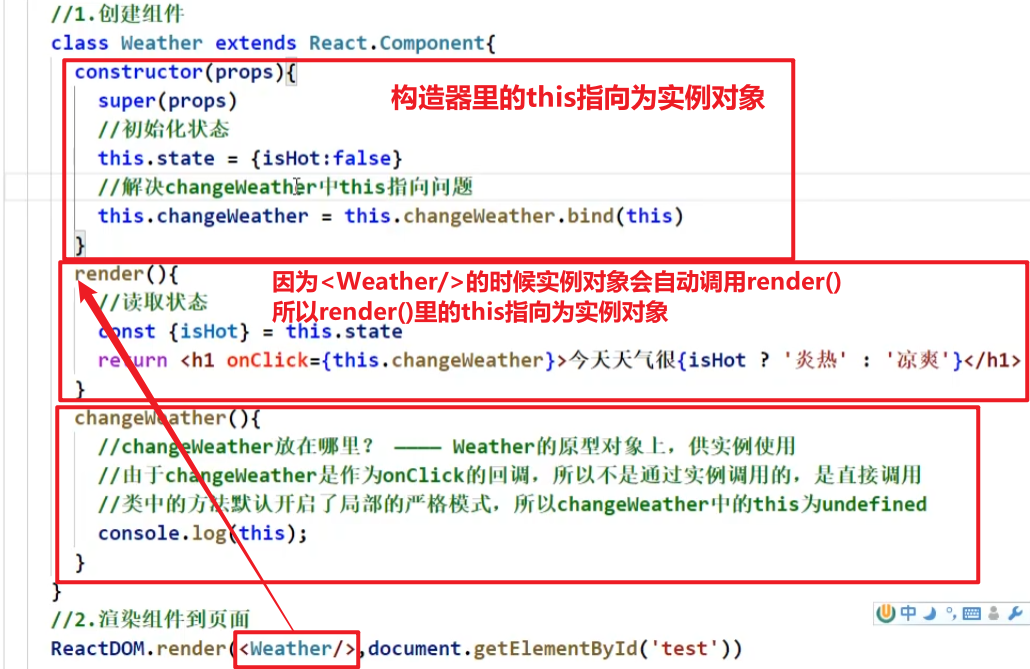 //1.创建组件
class Weather extends React.Component{
constructor(props){
super(props)
构造器里的this指向为实例对象
//初始化状态
this.state = {isHot:false}
//解决changeWeather中this指向问题
this.changeWeather = this.changeWeather.bind(this)
}
render(){
因为<Weather/>的时候实例对象会自动调用render()
//读取状态
所以render()里的this指向为实例对象
const {isHot} = this.state
return <h1 onClick={this.changeWeather}>今天天气很{isHot ? '炎热' : '凉爽'}</h1>
}
changeWeather(){
//changeWeather放在哪里? ———— Weather的原型对象上，供实例使用
//由于changeWeather是作为onClick的回调，所以不是通过实例调用的，是直接调用
//类中的方法默认开启了局部的严格模式，所以changeWeather中的this为undefined
console.log(this);
}
}
//2.渲染组件到页面
中
ReactDOM.render(<Weather/>,document.getElementById('test'))